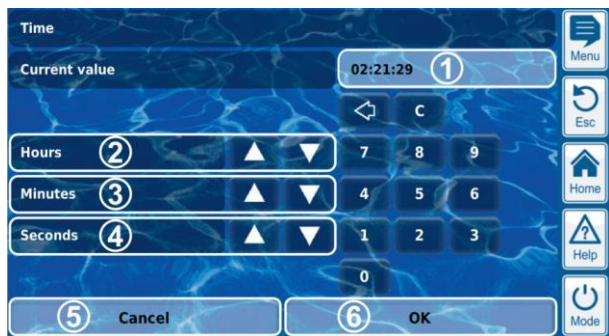 Time
Menu
Current value 02:21:29 1
C
Esc
Hours 2 7 8 9
Home
Minutes 3 4 5 6
Seconds 4 1 2 3
Help
0
5 Cancel 6 OK
Mode